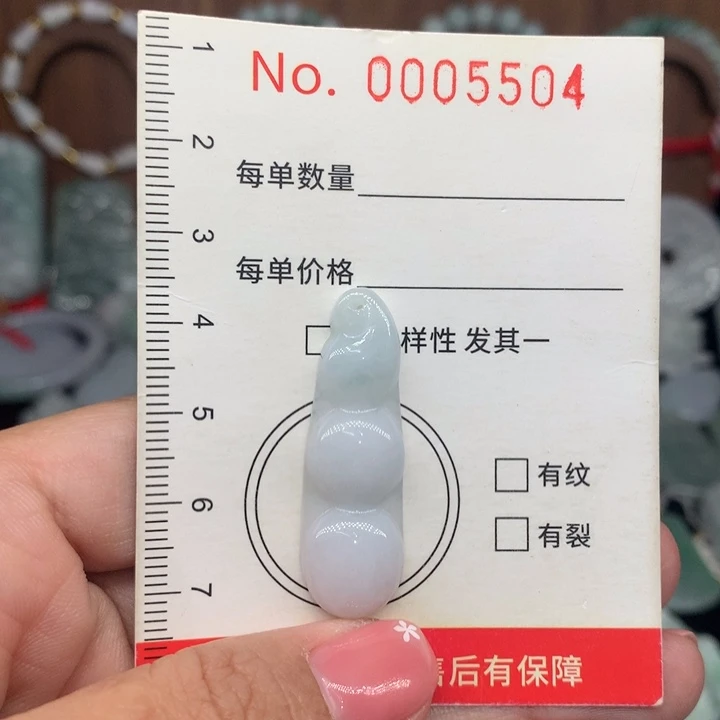 No. 0005504
每单数量
每单价格
样性 发其一
有纹
有裂
售后有保障
1
2
3
4
5
6
7